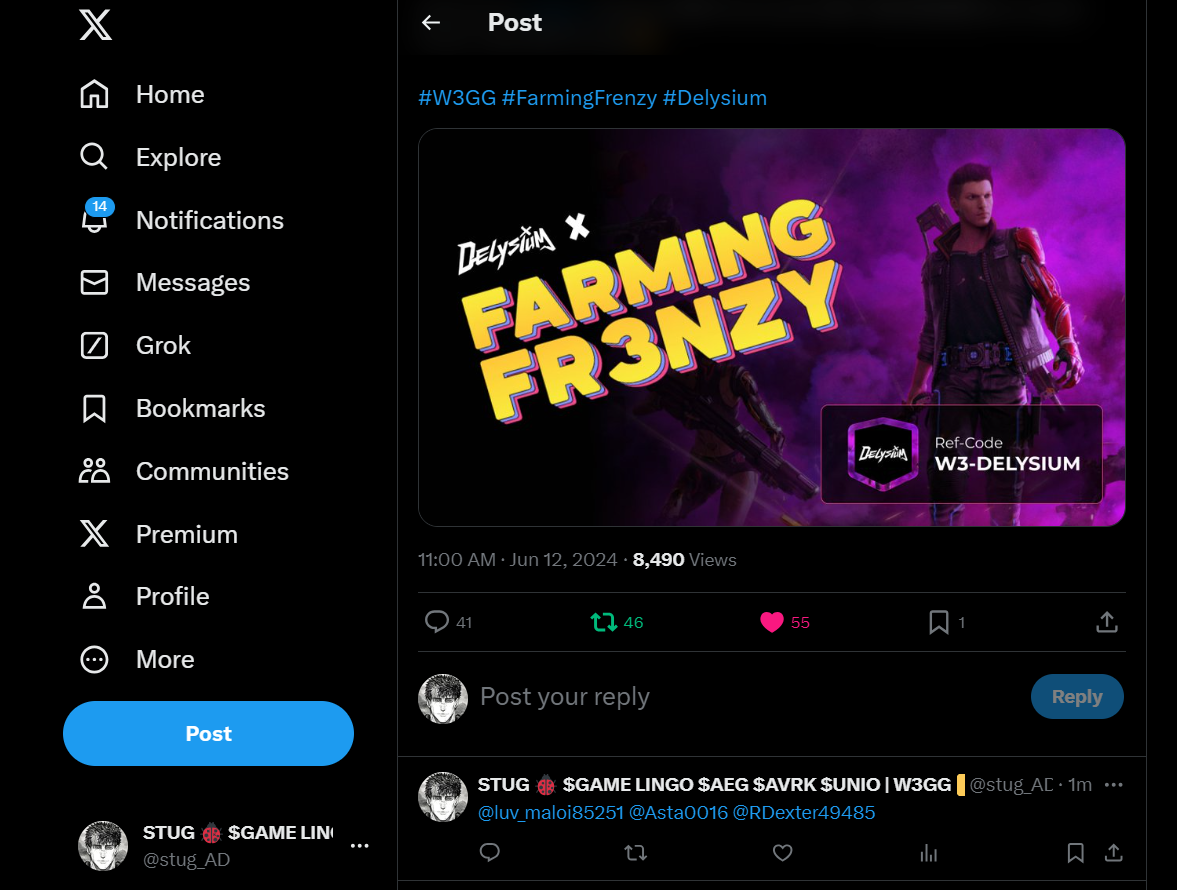 Post
Home
Explore
14
Notifications
Messages
Grok
Bookmarks
Communities
Premium
Profile
More
Post
STUG 🐞 $GAME LIN
@stug_AD
#W3GG #FarmingFrenzy #Delysium
DELYSIUM X
FARMING
FR3NZY
DELYSIUM
Ref-Code
W3-DELYSIUM
11:00 AM · Jun 12, 2024 · 8,490 Views
41 46 55 1
Post your reply
Reply
STUG 🐞 $GAME LINGO $AEG $AVRK $UNIO | W3GG @stug_AD · 1m
@luv_maloi85251 @Asta0016 @RDexter49485